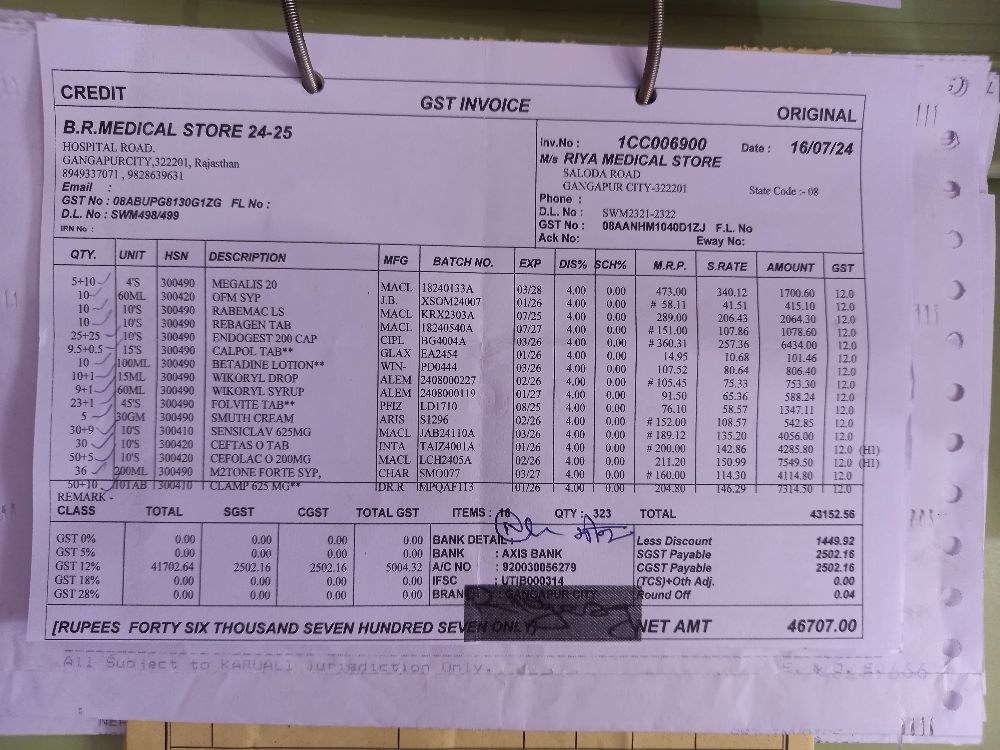 CREDIT GST INVOICE ORIGINAL
B.R.MEDICAL STORE 24-25
HOSPITAL ROAD.
GANGAPURCITY,322201, Rajasthan
8949337071 , 9828639631
Email :
GST No : 08ABUPG8130G1ZG FL No :
D.L. No : SWM498/499
IRN No :
Inv.No : 1CC006900 Date : 16/07/24
M/s RIYA MEDICAL STORE
SALODA ROAD
GANGAPUR CITY-322201 State Code :- 08
Phone :
D.L. No : SWM2321-2322
GST No : 08AANHM1040D1ZJ F.L. No
Ack No: Eway No:
QTY. UNIT HSN DESCRIPTION MFG BATCH NO. EXP DIS% SCH% M.R.P. S.RATE AMOUNT GST
5+10 4'S 300490 MEGALIS 20 MACL 18240133A 03/28 4.00 0.00 473.00 340.12 1700.60 12.0
10 60ML 300420 OFM SYP J.B. XSOM24007 01/26 4.00 0.00 # 58.11 41.51 415.10 12.0
10 10'S 300490 RABEMAC LS MACL KRX2303A 07/25 4.00 0.00 289.00 206.43 2064.30 12.0
10 10'S 300490 REBAGEN TAB MACL 18240540A 07/27 4.00 0.00 # 151.00 107.86 1078.60 12.0
25+25 10'S 300490 ENDOGEST 200 CAP CIPL BG4004A 03/26 4.00 0.00 # 360.31 257.36 6434.00 12.0
9.5+0.5 15'S 300490 CALPOL TAB** GLAX EA2454 01/26 4.00 0.00 14.95 10.68 101.46 12.0
10 100ML 300490 BETADINE LOTION** WIN- PD0444 03/26 4.00 0.00 107.52 80.64 806.40 12.0
10+1 15ML 300490 WIKORYL DROP ALEM 2408000227 02/26 4.00 0.00 # 105.45 75.33 753.30 12.0
9+1 60ML 300490 WIKORYL SYRUP ALEM 2408000119 01/27 4.00 0.00 91.50 65.36 588.24 12.0
23+1 45'S 300490 FOLVITE TAB** PFIZ LD1710 08/25 4.00 0.00 76.10 58.57 1347.11 12.0
5 30GM 300490 SMUTH CREAM ARIS S1296 02/26 4.00 0.00 # 152.00 108.57 542.85 12.0
30+9 10'S 300410 SENSICLAV 625MG MACL JAB24110A 03/26 4.00 0.00 # 189.12 135.20 4056.00 12.0
30 10'S 300420 CEFTAS O TAB INTA TAIZ4001A 01/26 4.00 0.00 # 200.00 142.86 4285.80 12.0 (HI)
50+5 10'S 300420 CEFOLAC O 200MG MACL LCH2405A 02/26 4.00 0.00 211.20 150.99 7549.50 12.0 (HI)
36 200ML 300490 M2TONE FORTE SYP, CHAR SMO077 03/27 4.00 0.00 # 160.00 114.30 4114.80 12.0
50+10 10TAB 300410 CLAMP 625 MG** DR.R MPQAF113 01/26 4.00 0.00 204.80 146.29 7314.50 12.0
REMARK -
CLASS TOTAL SGST CGST TOTAL GST ITEMS : 16 QTY : 323 TOTAL 43152.56
GST 0% 0.00 0.00 0.00 0.00 BANK DETAIL Less Discount 1449.92
GST 5% 0.00 0.00 0.00 0.00 BANK : AXIS BANK SGST Payable 2502.16
GST 12% 41702.64 2502.16 2502.16 5004.32 A/C NO : 920030056279 CGST Payable 2502.16
GST 18% 0.00 0.00 0.00 0.00 IFSC : UTIB000314 (TCS)+Oth Adj. 0.00
GST 28% 0.00 0.00 0.00 0.00 BRANCH : GANGAPUR CITY Round Off 0.04
[RUPEES FORTY SIX THOUSAND SEVEN HUNDRED SEVEN ONLY] NET AMT 46707.00
All Subject to KARUALI Jurisdiction Only. E. & O. E.